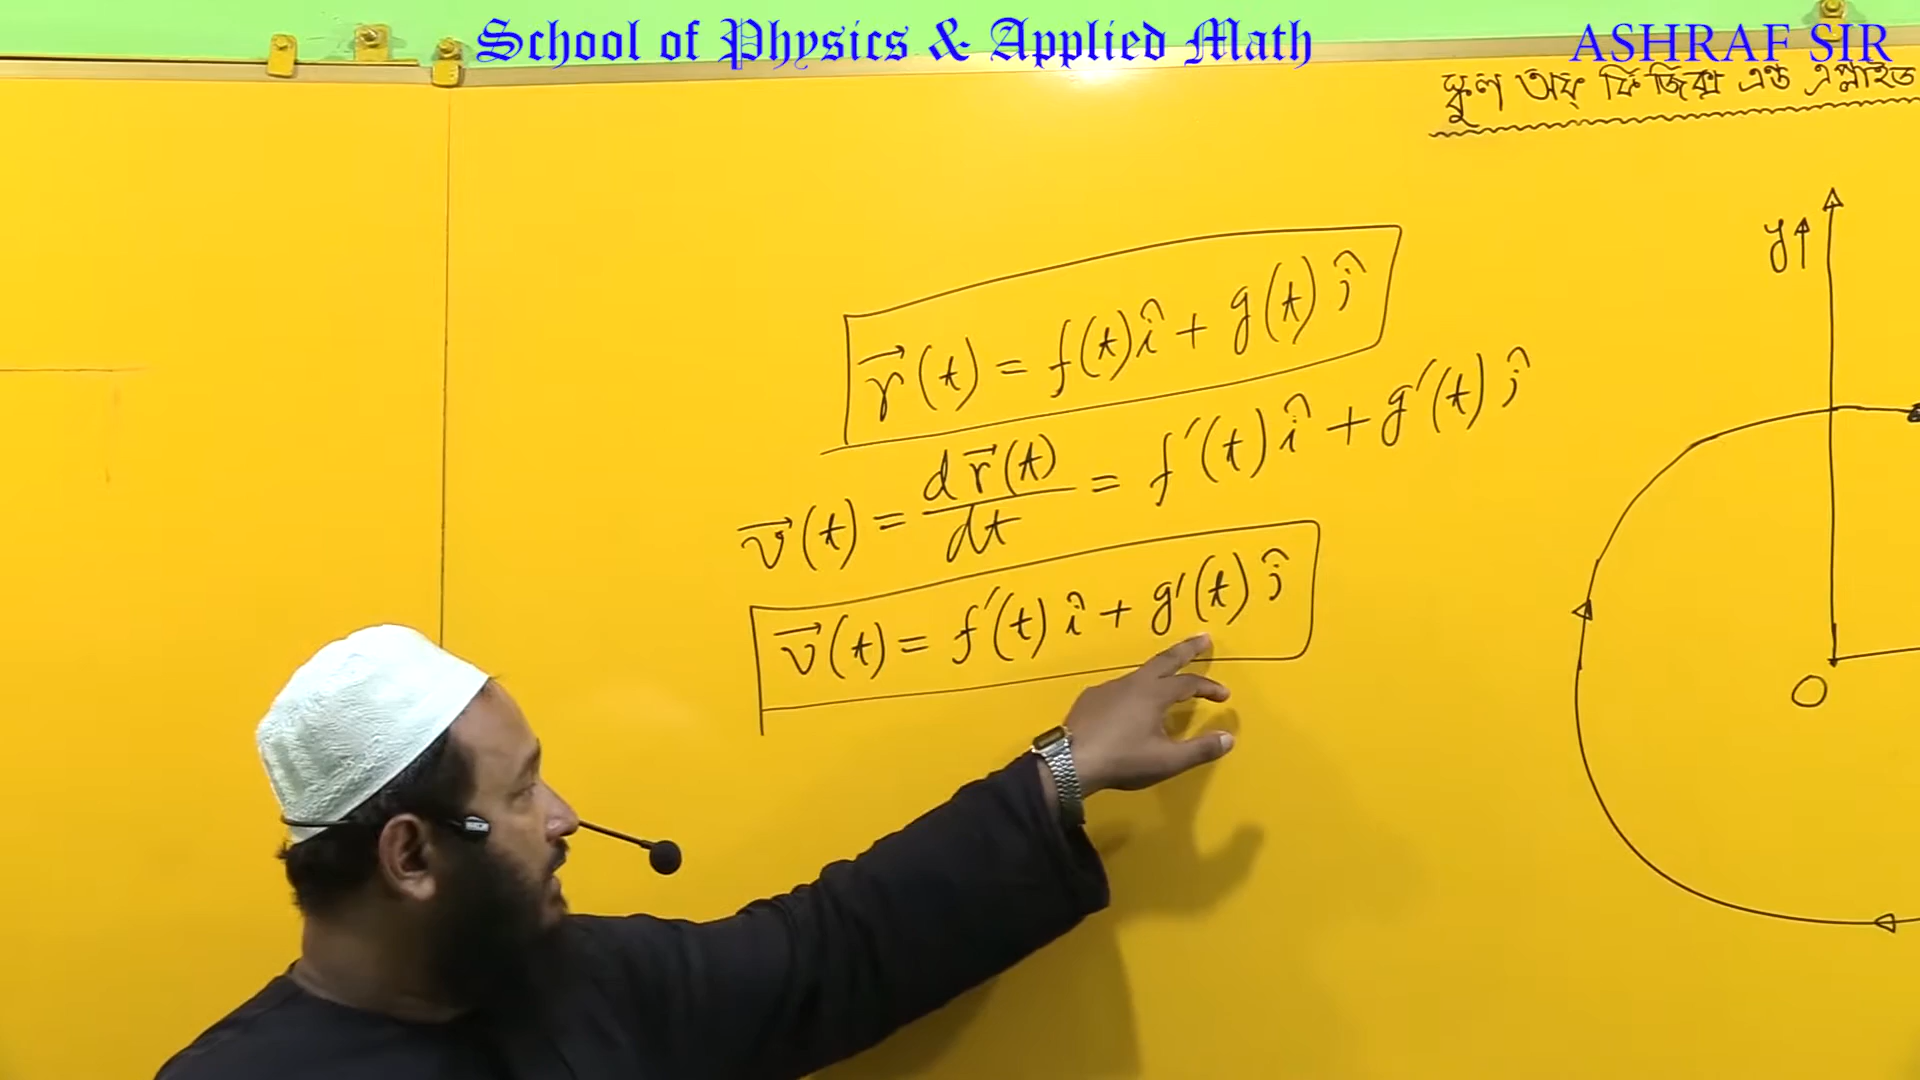 School of Physics & Applied Math
ASHRAF SIR
স্কুল অফ্ ফিজিক্স এন্ড এপ্লাইড
y↑
r⃗(t) = f(t)î + g(t)ĵ
v⃗(t) = dr⃗(t)/dt = f′(t)î + g′(t)ĵ
v⃗(t) = f′(t)î + g′(t)ĵ
O